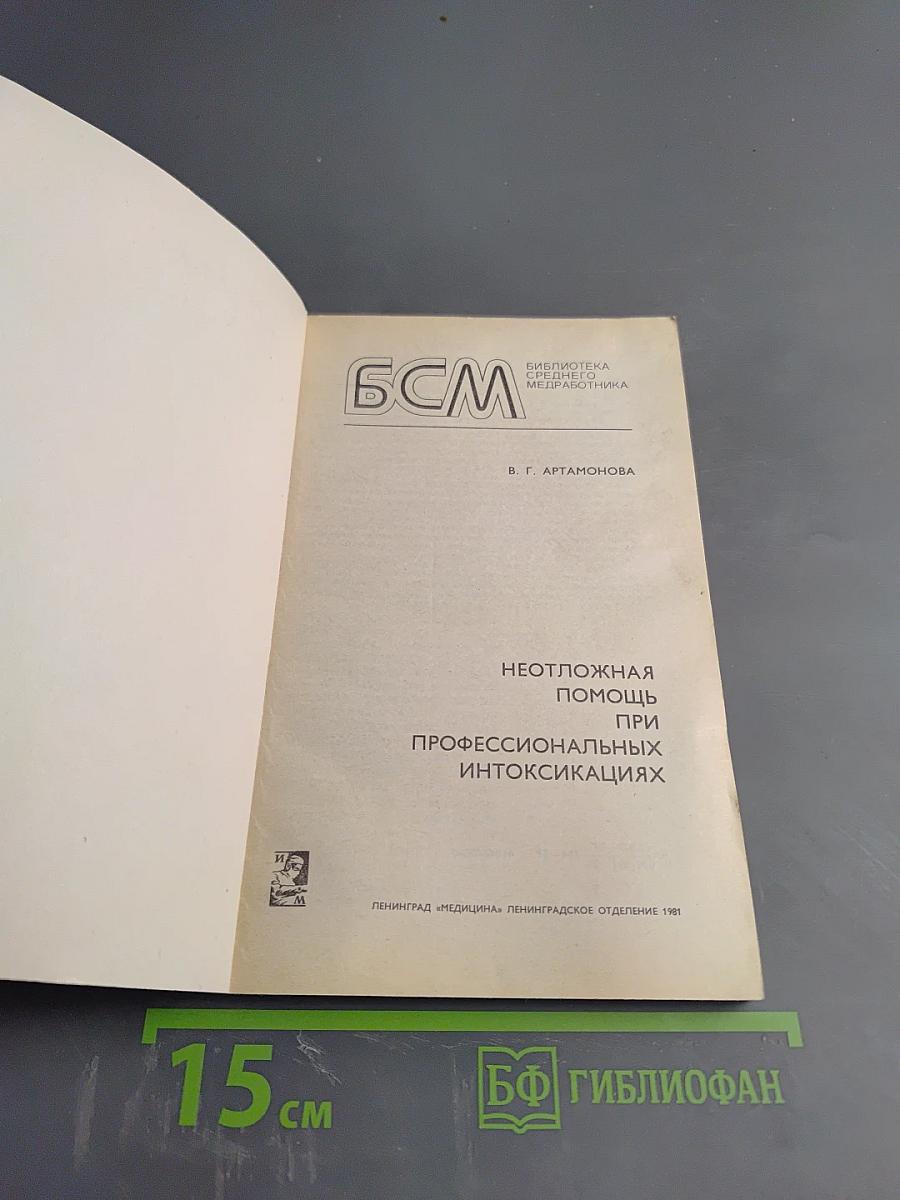 БСМ
БИБЛИОТЕКА
СРЕДНЕГО
МЕДРАБОТНИКА
В. Г. АРТАМОНОВА
НЕОТЛОЖНАЯ
ПОМОЩЬ
ПРИ
ПРОФЕССИОНАЛЬНЫХ
ИНТОКСИКАЦИЯХ
И
М
ЛЕНИНГРАД «МЕДИЦИНА» ЛЕНИНГРАДСКОЕ ОТДЕЛЕНИЕ 1981
15 см
БФ ГИБЛИОФАН